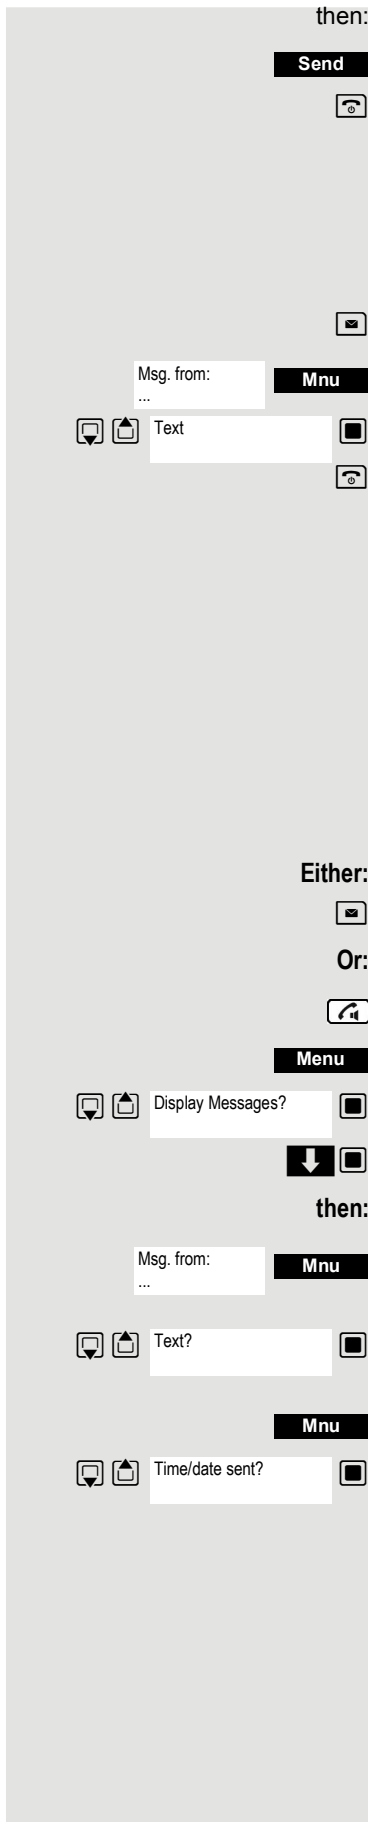 then:
Send
Msg. from:
...
Mnu
Text
Either:
Or:
Menu
Display Messages?
then:
Msg. from:
...
Mnu
Text?
Mnu
Time/date sent?